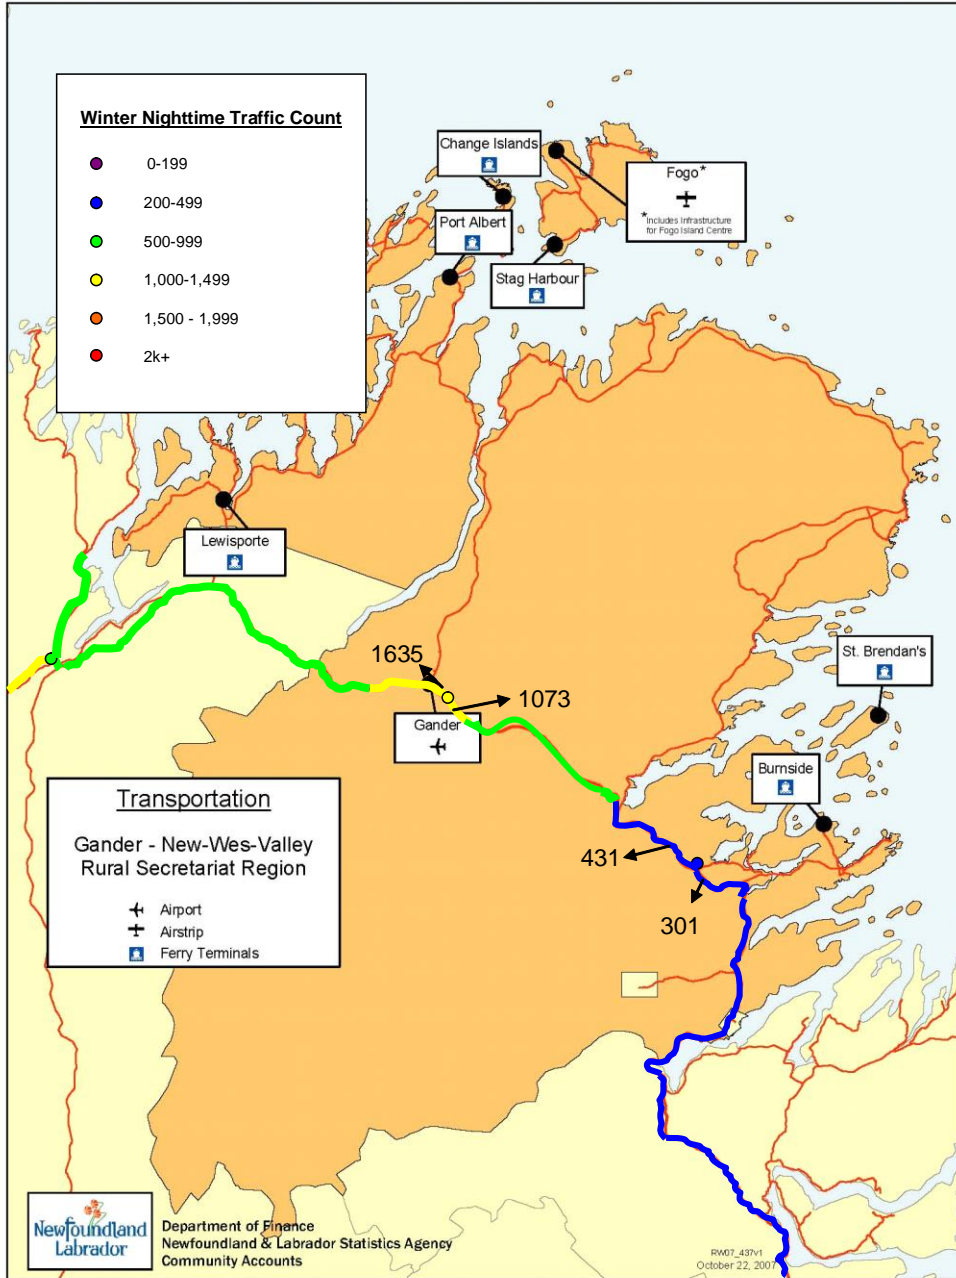 Winter Nighttime Traffic Count
0-199
200-499
500-999
1,000-1,499
1,500 - 1,999
2k+
Change Islands
Fogo*
*Includes Infrastructure
for Fogo Island Centre
Port Albert
Stag Harbour
Lewisporte
1635
1073
Gander
St. Brendan's
Burnside
431
301
Transportation
Gander - New-Wes-Valley
Rural Secretariat Region
Airport
Airstrip
Ferry Terminals
Newfoundland
Labrador
Department of Finance
Newfoundland & Labrador Statistics Agency
Community Accounts
RW07_437v1
October 22, 2007